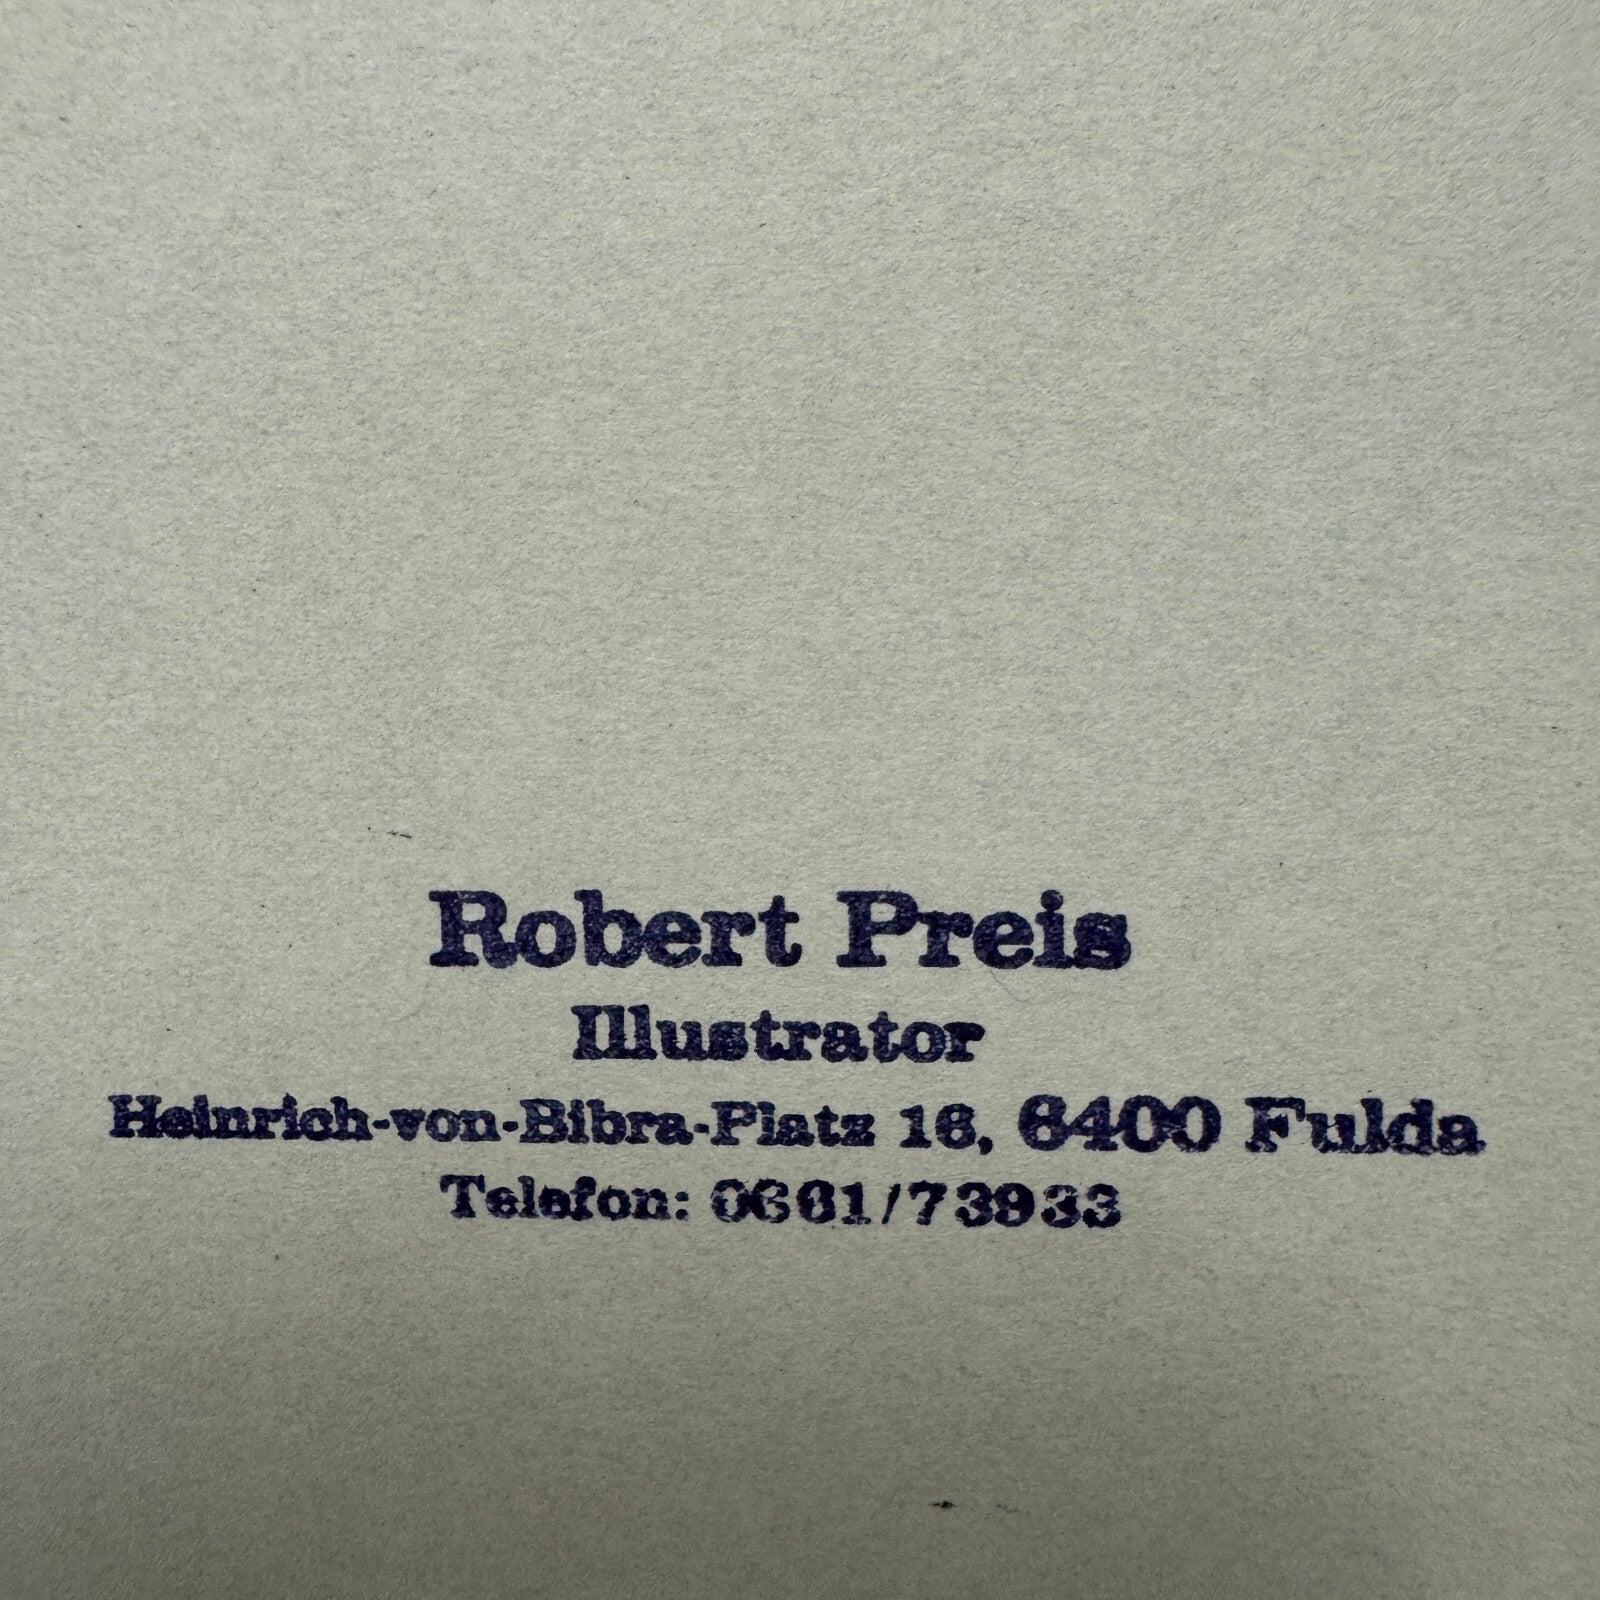 Robert Preis
Illustrator
Heinrich-von-Bibra-Platz 16, 6400 Fulda
Telefon: 0661/73933